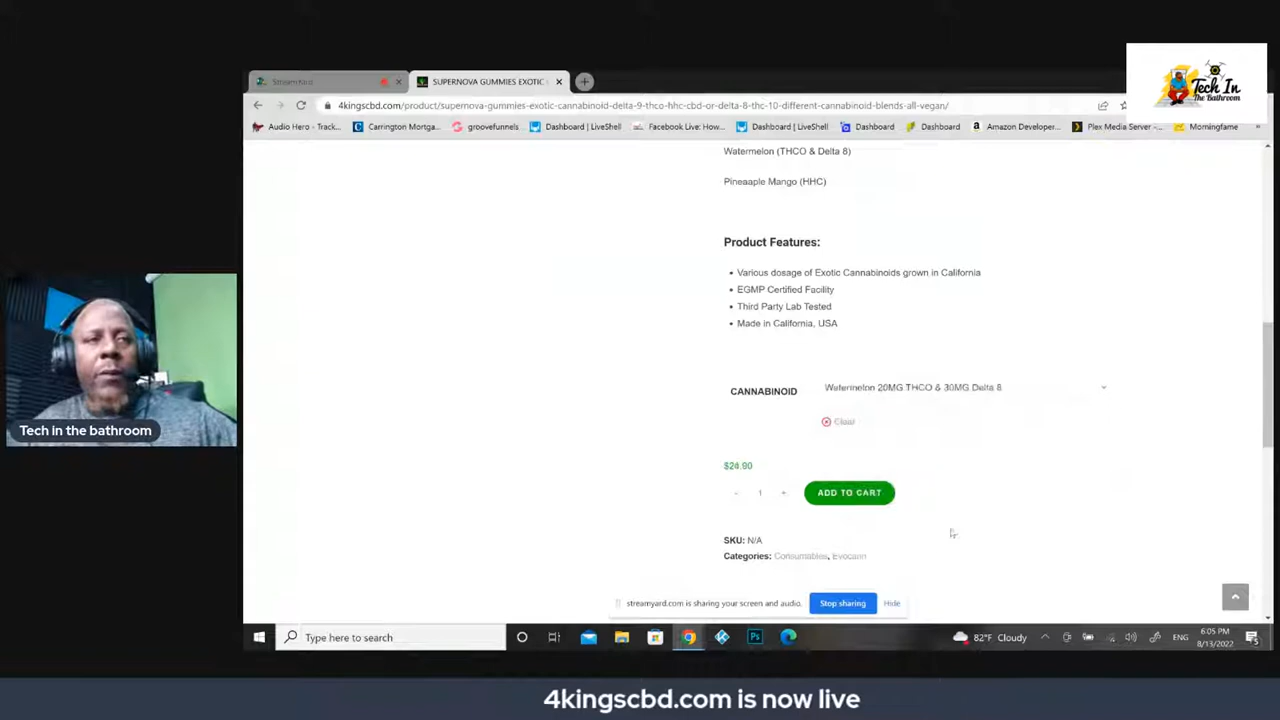 Tech In
The Bathroom
StreamYard
SUPERNOVA GUMMIES EXOTIC
4kingscbd.com/product/supernova-gummies-exotic-cannabinoid-delta-9-thco-hhc-cbd-or-delta-8-thc-10-different-cannabinoid-blends-all-vegan/
Audio Hero - Track... Carrington Mortga... groovefunnels Dashboard | LiveShell Facebook Live: How... Dashboard | LiveShell Dashboard Dashboard Amazon Developer... Plex Media Server -... Morningfame
Watermelon (THCO & Delta 8)
Pineaaple Mango (HHC)
Product Features:
Various dosage of Exotic Cannabinoids grown in California
EGMP Certified Facility
Third Party Lab Tested
Made in California, USA
CANNABINOID Watermelon 20MG THCO & 30MG Delta 8
Clear
$24.90
- 1 + ADD TO CART
SKU: N/A
Categories: Consumables, Evocann
Tech in the bathroom
streamyard.com is sharing your screen and audio. Stop sharing Hide
Type here to search
82°F Cloudy ENG 6:05 PM
8/13/2022
4kingscbd.com is now live